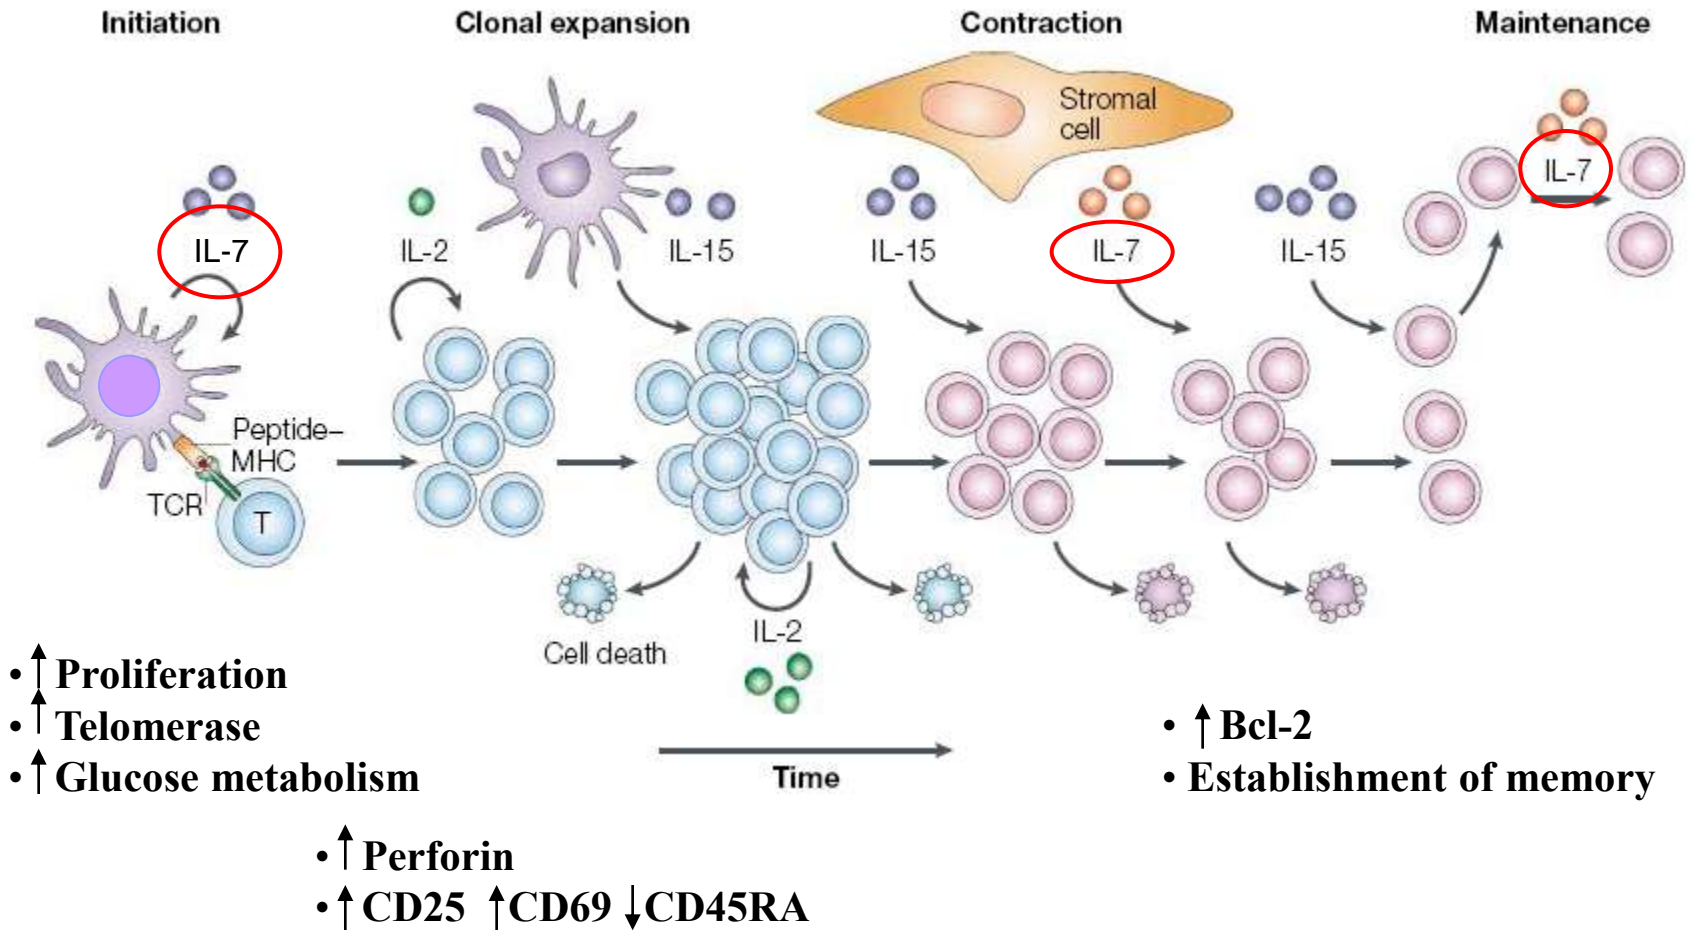 Initiation
Clonal expansion
Contraction
Maintenance
Stromal
cell
IL-7
IL-7
IL-2
IL-15
IL-15
IL-7
IL-15
Peptide–
MHC
TCR
T
IL-2
Cell death
• ↑ Proliferation
• ↑ Telomerase
• ↑ Glucose metabolism
• ↑ Bcl-2
• Establishment of memory
Time
• ↑ Perforin
• ↑ CD25 ↑ CD69 ↓ CD45RA